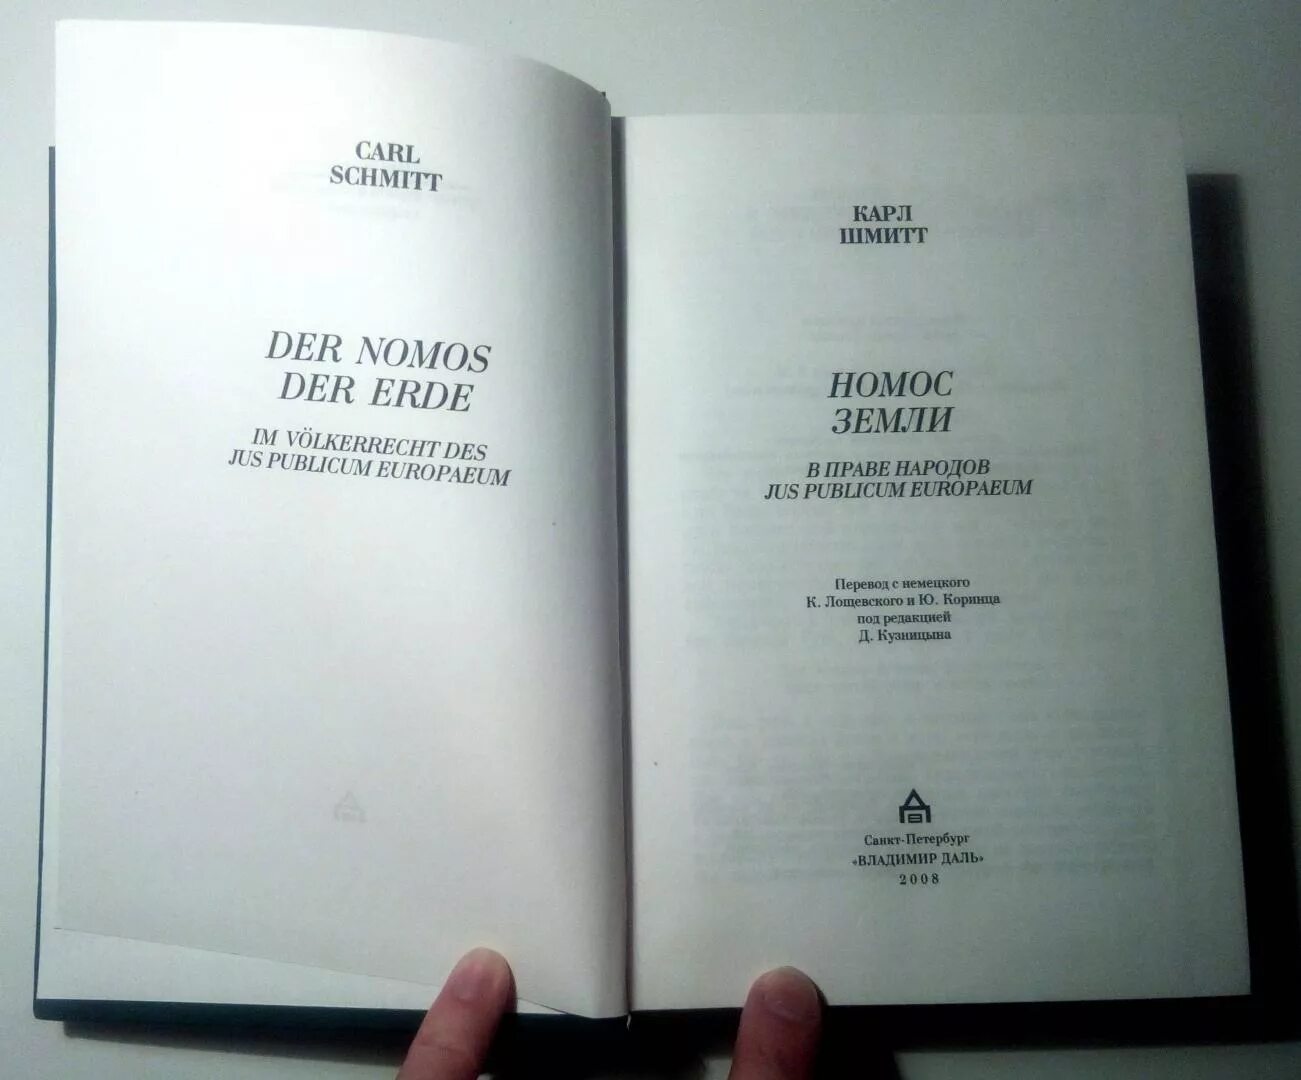 CARL
SCHMITT
DER NOMOS
DER ERDE
IM VÖLKERRECHT DES
JUS PUBLICUM EUROPAEUM
КАРЛ
ШМИТТ
НОМОС
ЗЕМЛИ
В ПРАВЕ НАРОДОВ
JUS PUBLICUM EUROPAEUM
Перевод с немецкого
К. Лощевского и Ю. Коринца
под редакцией
Д. Кузницына
Санкт-Петербург
«ВЛАДИМИР ДАЛЬ»
2008